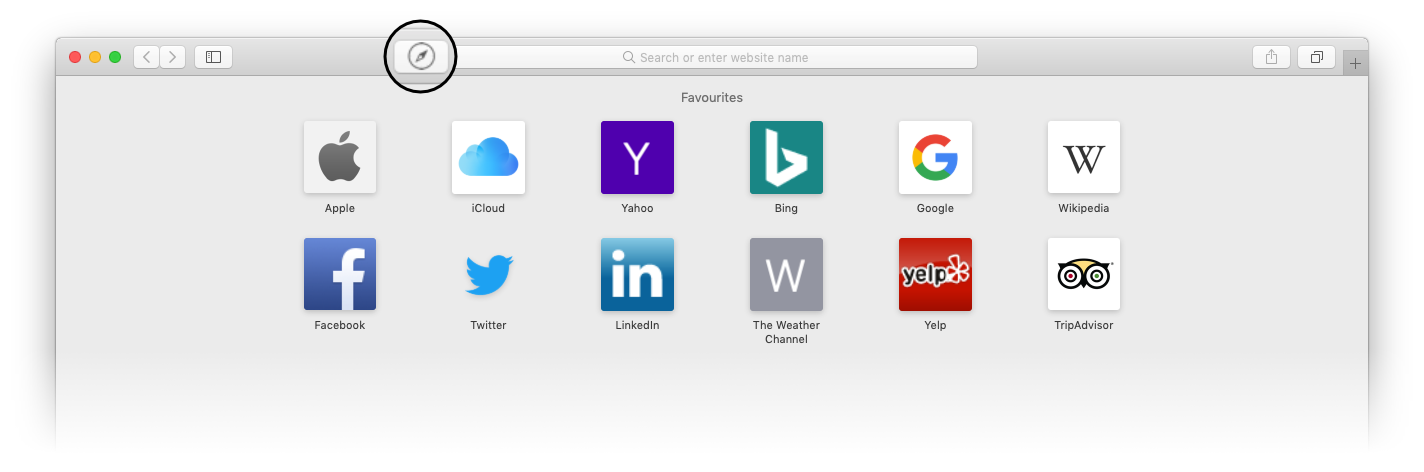 Search or enter website name
Favourites
Y
W
Apple
iCloud
Yahoo
Bing
Google
Wikipedia
f
in
W
yelp
Facebook
Twitter
LinkedIn
The Weather
Channel
Yelp
TripAdvisor